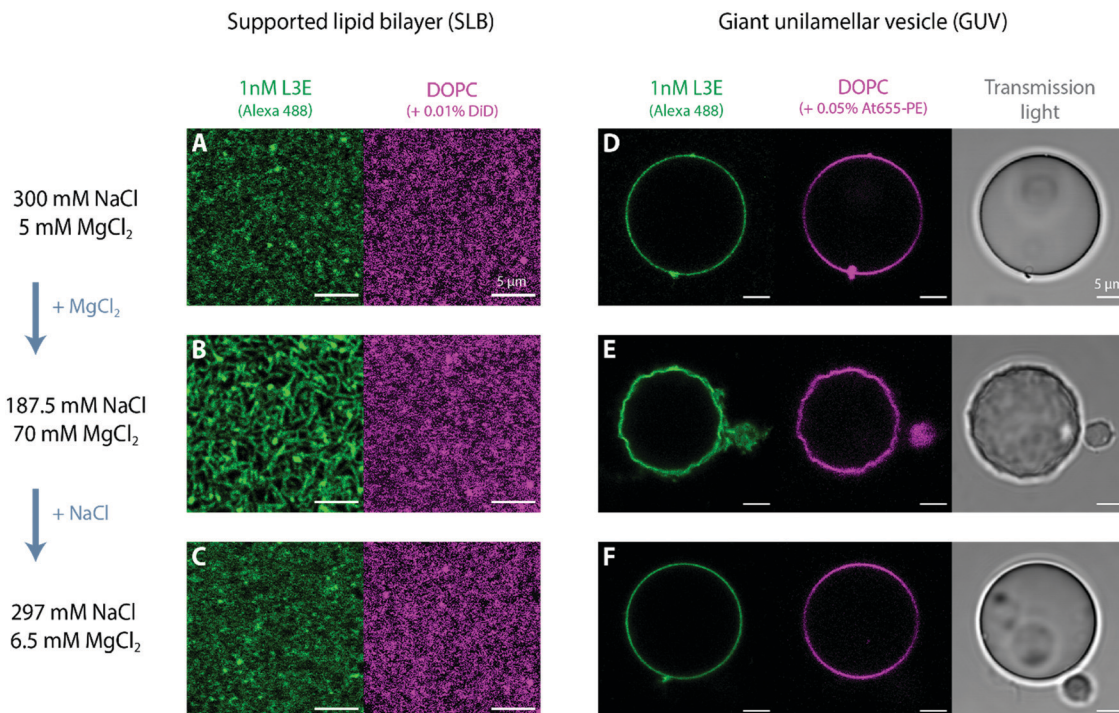 Supported lipid bilayer (SLB)
Giant unilamellar vesicle (GUV)
1nM L3E
(Alexa 488)
DOPC
(+ 0.01% DiD)
1nM L3E
(Alexa 488)
DOPC
(+ 0.05% At655-PE)
Transmission
light
300 mM NaCl
5 mM MgCl₂
A
5 µm
D
5 µm
+ MgCl₂
187.5 mM NaCl
70 mM MgCl₂
B
E
+ NaCl
297 mM NaCl
6.5 mM MgCl₂
C
F